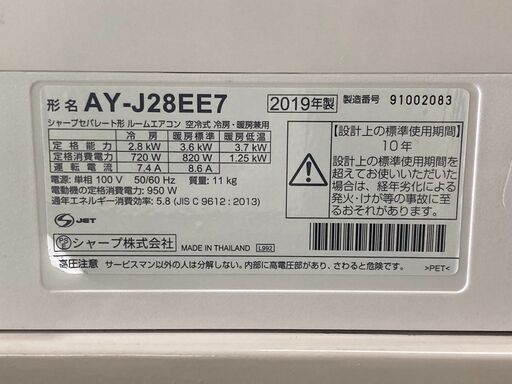 形名 AY-J28EE7 2019年製 製造番号 91002083
シャープセパレート形 ルームエアコン 空冷式 冷房・暖房兼用
冷房 暖房標準 暖房低温
定格能力 2.8 kW 3.6 kW 3.7 kW
定格消費電力 720 W 820 W 1.25 kW
7.4 A 8.6 A
電源: 単相 100 V 50/60 Hz 質量: 11 kg
電動機の定格消費電力: 950 W
通年エネルギー消費効率: 5.8 (JIS C 9612 : 2013)
【設計上の標準使用期間】
10年
設計上の標準使用期間を
超えてお使いいただいた
場合は、経年劣化による
発火・けが等の事故に至
るおそれがあります。
S JET
PSE シャープ株式会社 MADE IN THAILAND L992
高圧注意 サービスマン以外の人は分解しない。内部に高電圧部があり、さわると危険です。 >PET<